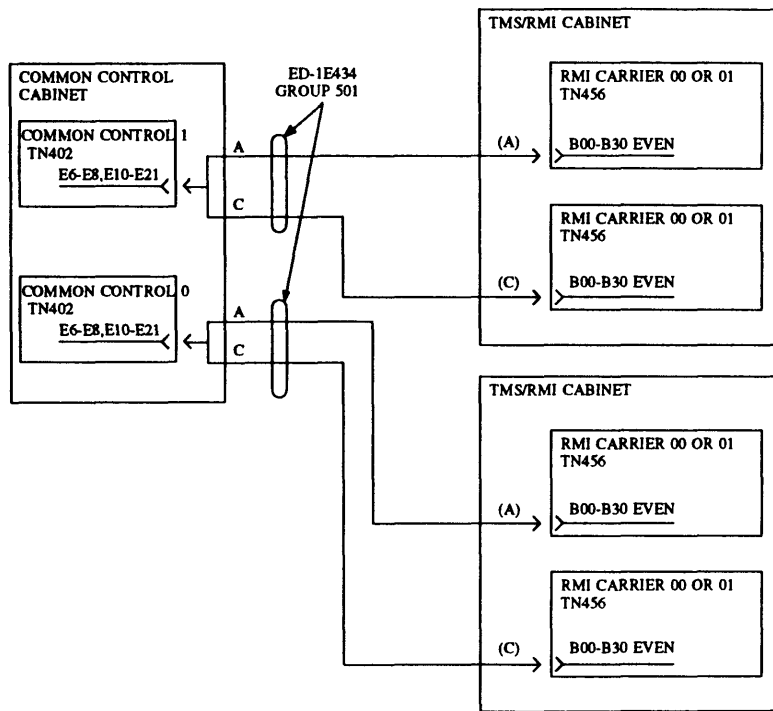 TMS/RMI CABINET
ED-1E434
GROUP 501
COMMON CONTROL
CABINET
RMI CARRIER 00 OR 01
TN456
COMMON CONTROL 1
TN402
A
(A)
B00-B30 EVEN
E6-E8,E10-E21
C
RMI CARRIER 00 OR 01
TN456
(C)
B00-B30 EVEN
COMMON CONTROL 0
TN402
A
E6-E8,E10-E21
C
TMS/RMI CABINET
RMI CARRIER 00 OR 01
TN456
(A)
B00-B30 EVEN
RMI CARRIER 00 OR 01
TN456
(C)
B00-B30 EVEN